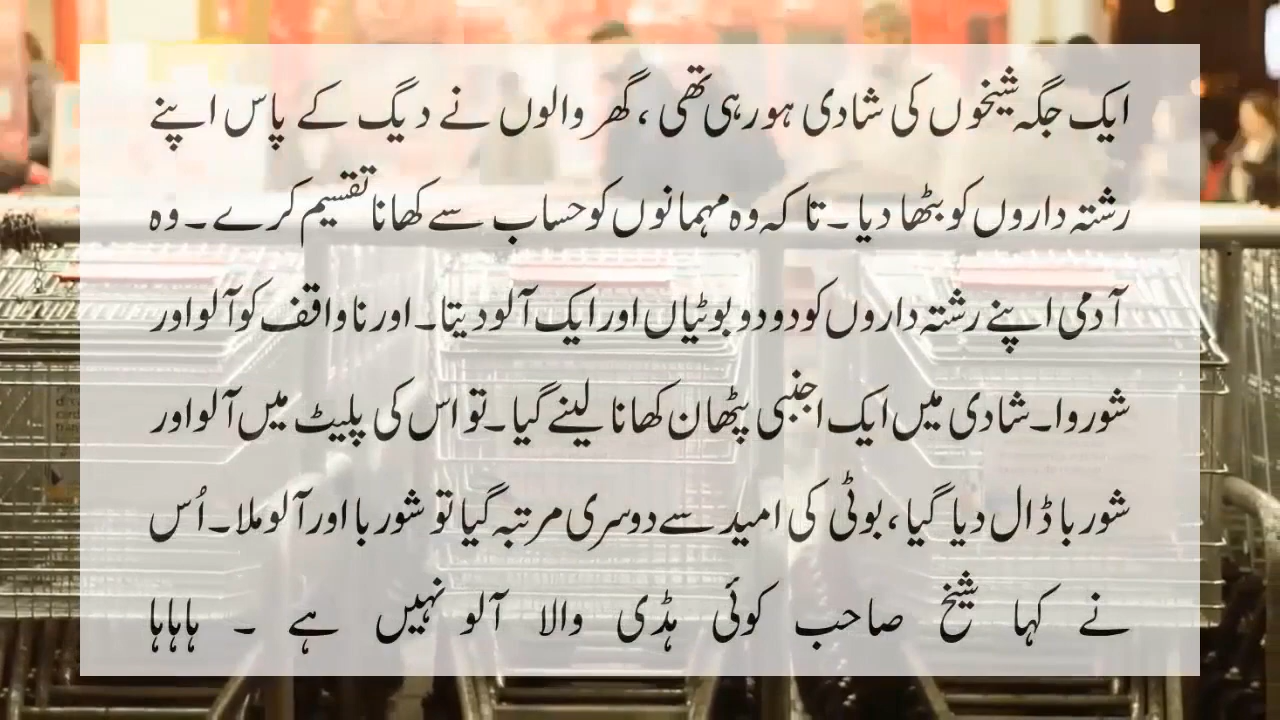 ایک جگہ شیخوں کی شادی ہو رہی تھی ، گھر والوں نے دیگ کے پاس اپنے
رشتہ داروں کو بٹھا دیا۔ تا کہ وہ مہمانوں کو حساب سے کھانا تقسیم کرے۔ وہ
آدمی اپنے رشتہ داروں کو دو دو بوٹیاں اور ایک آلو دیتا۔ اور ناواقف کو آلو اور
شوروا۔ شادی میں ایک اجنبی پٹھان کھانا لینے گیا۔ تو اس کی پلیٹ میں آلو اور
شوربا ڈال دیا گیا ، بوٹی کی امید سے دوسری مرتبہ گیا تو شوربا اور آلو ملا۔ اُس
نے کہا شیخ صاحب کوئی ہڈی والا آلو نہیں ہے ۔ ہاہاہا